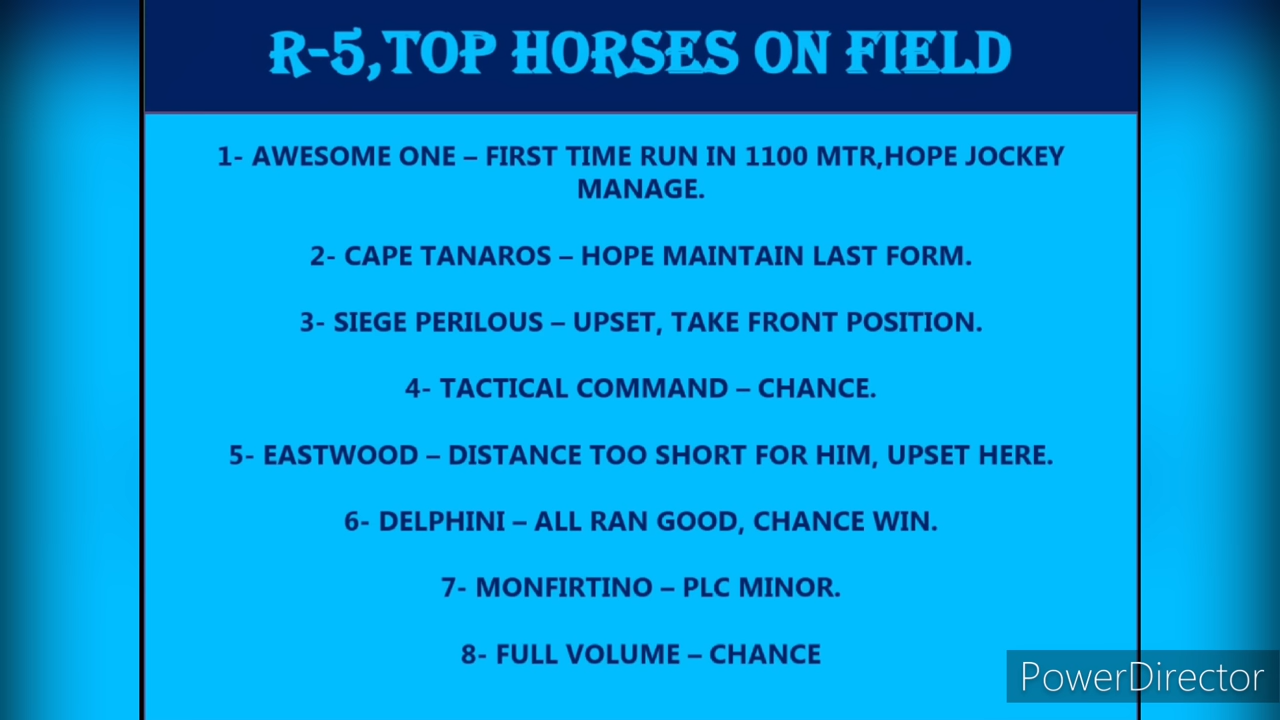 R-5,TOP HORSES ON FIELD
1- AWESOME ONE – FIRST TIME RUN IN 1100 MTR,HOPE JOCKEY
MANAGE.
2- CAPE TANAROS – HOPE MAINTAIN LAST FORM.
3- SIEGE PERILOUS – UPSET, TAKE FRONT POSITION.
4- TACTICAL COMMAND – CHANCE.
5- EASTWOOD – DISTANCE TOO SHORT FOR HIM, UPSET HERE.
6- DELPHINI – ALL RAN GOOD, CHANCE WIN.
7- MONFIRTINO – PLC MINOR.
8- FULL VOLUME – CHANCE
PowerDirector